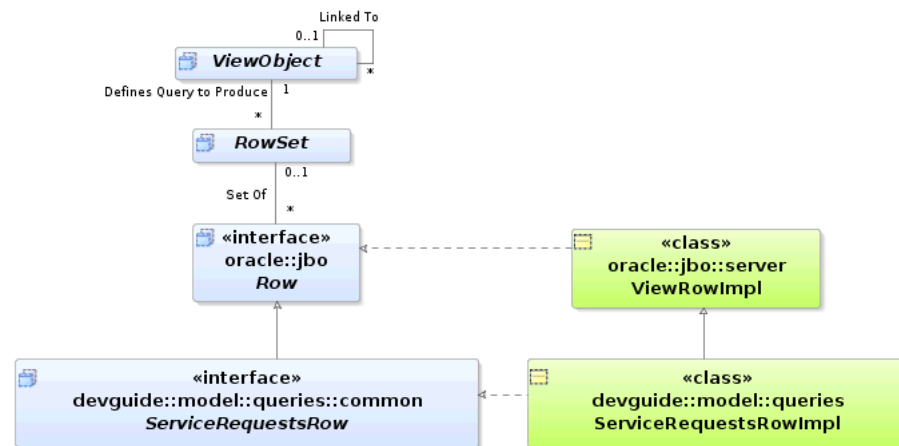 Linked To
0..1
ViewObject
*
Defines Query to Produce
1
*
RowSet
0..1
Set Of
*
«interface»
oracle::jbo
Row
«class»
oracle::jbo::server
ViewRowImpl
«interface»
devguide::model::queries::common
ServiceRequestsRow
«class»
devguide::model::queries
ServiceRequestsRowImpl